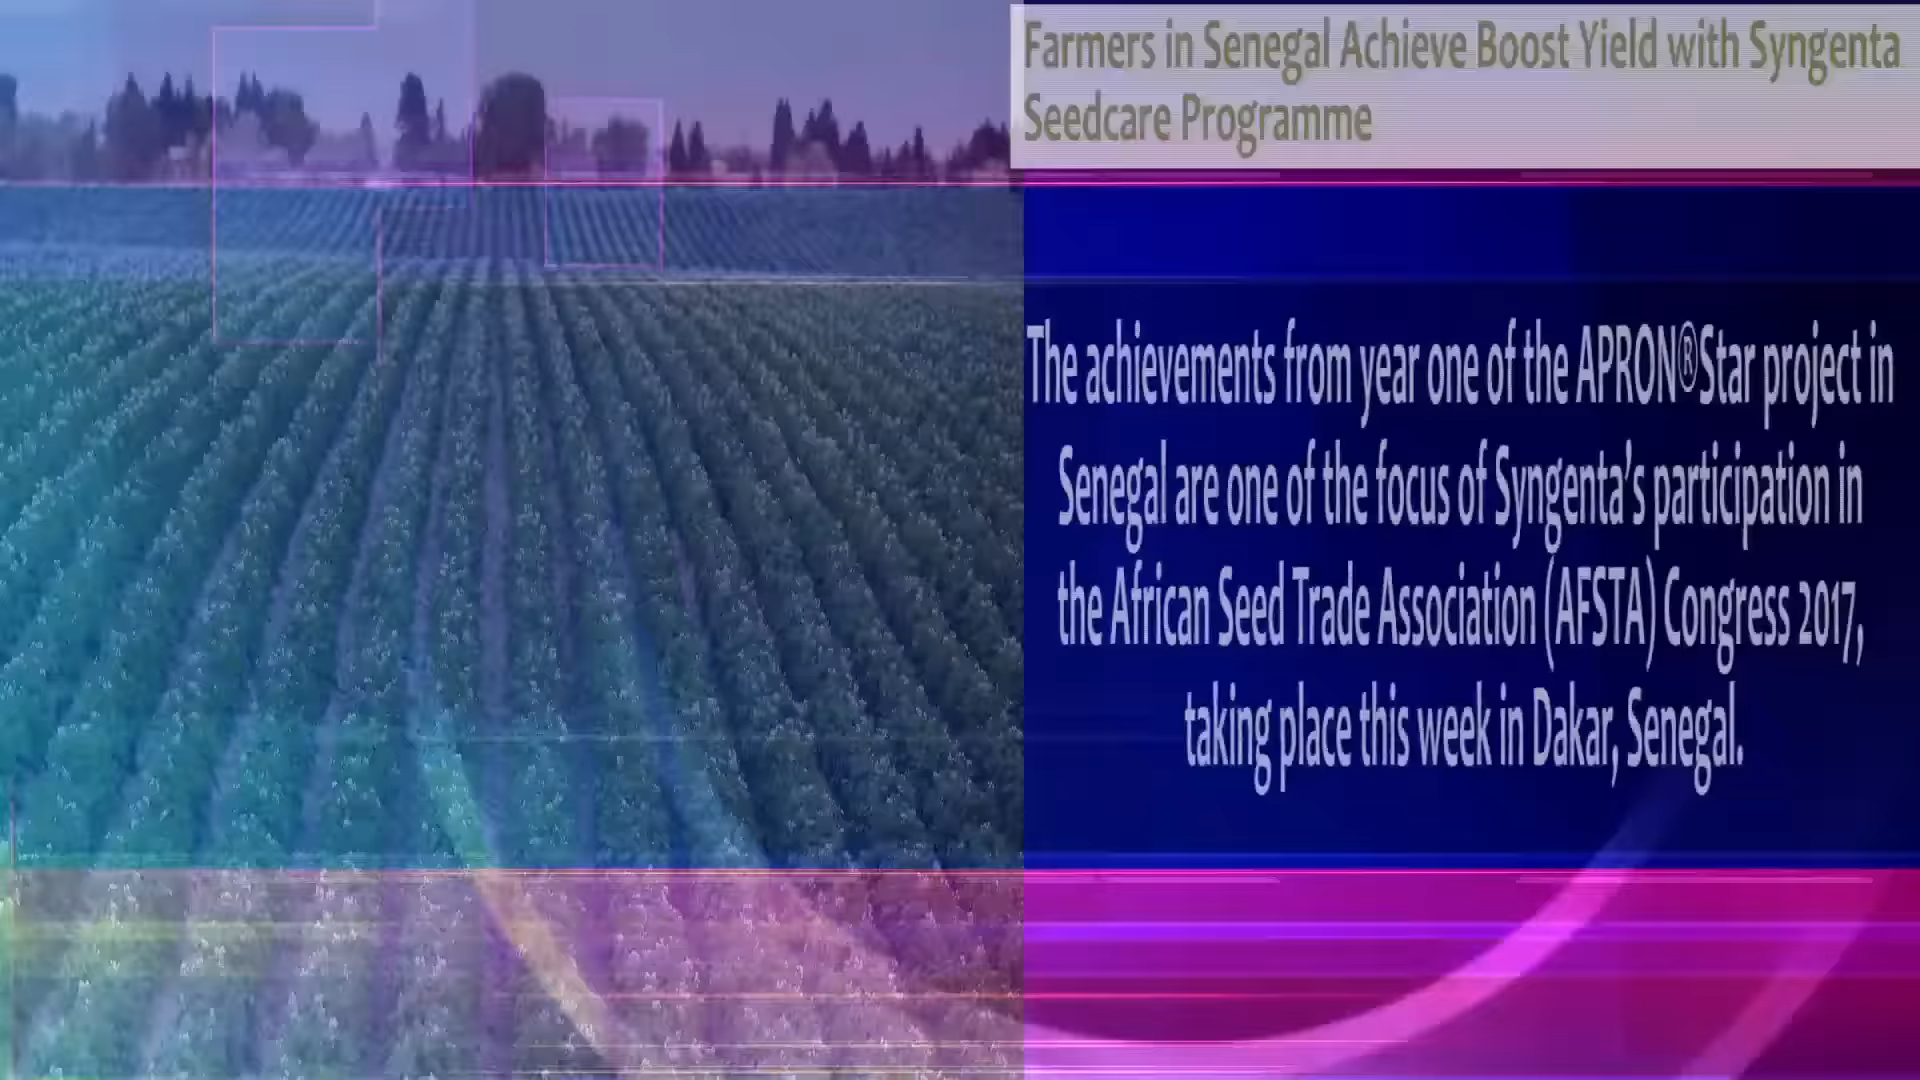 Farmers in Senegal Achieve Boost Yield with Syngenta
Seedcare Programme
The achievements from year one of the APRON®Star project in
Senegal are one of the focus of Syngenta’s participation in
the African Seed Trade Association (AFSTA) Congress 2017,
taking place this week in Dakar, Senegal.